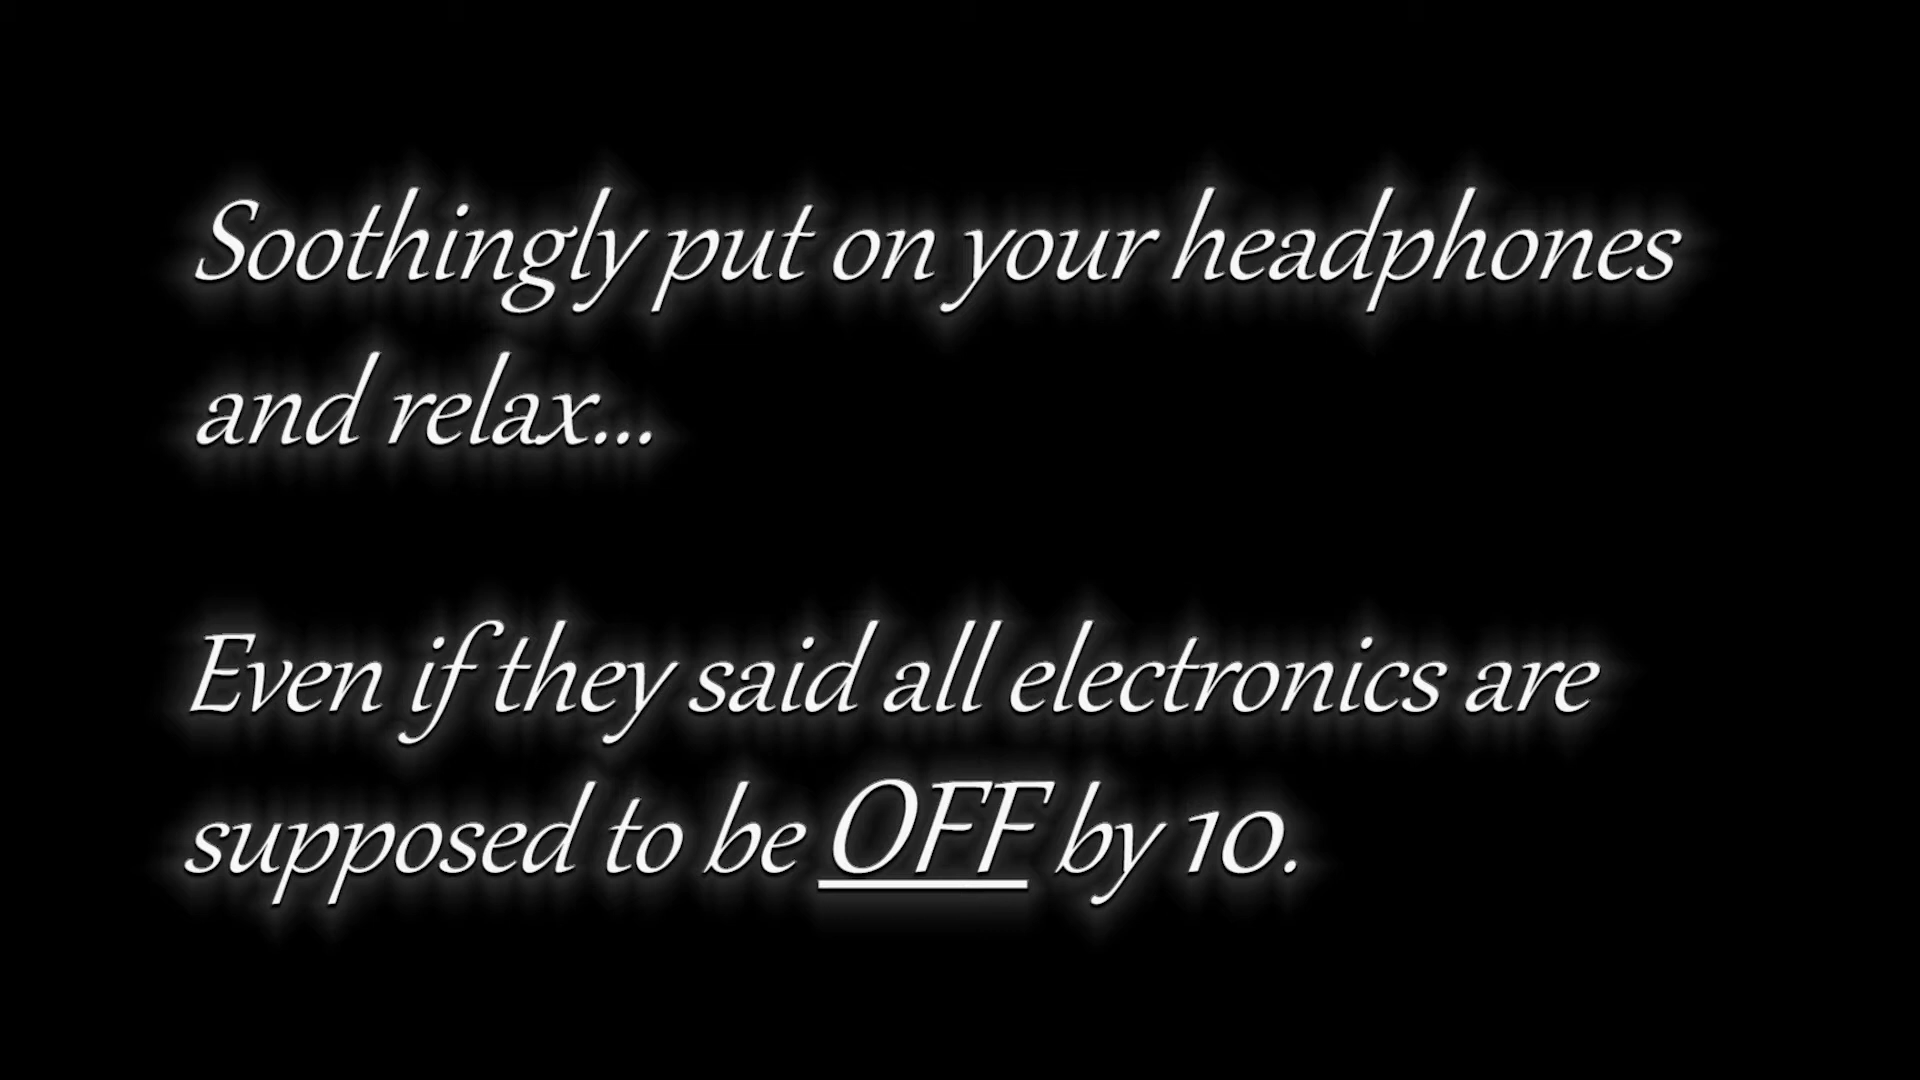 Soothingly put on your headphones
and relax...
Even if they said all electronics are
supposed to be OFF by 10.